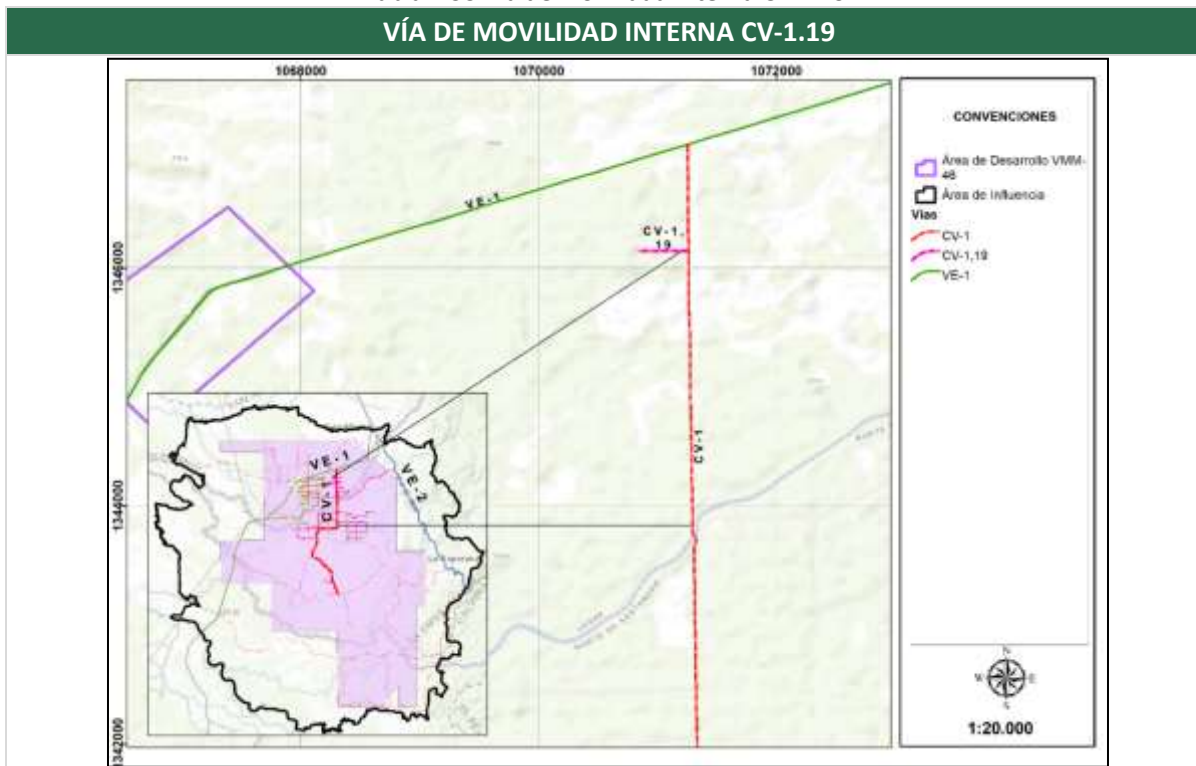 VÍA DE MOVILIDAD INTERNA CV-1.19
1068000
1070000
1072000
CONVENCIONES
Área de Desarrollo VMM-
46
Área de Influencia
Vías
CV-1
CV-1,19
VE-1
VE-1
CV-1,
19
1346000
CV-1
VE-1
CV-1
VE-2
1344000
1342000
N
W
E
S
1:20.000